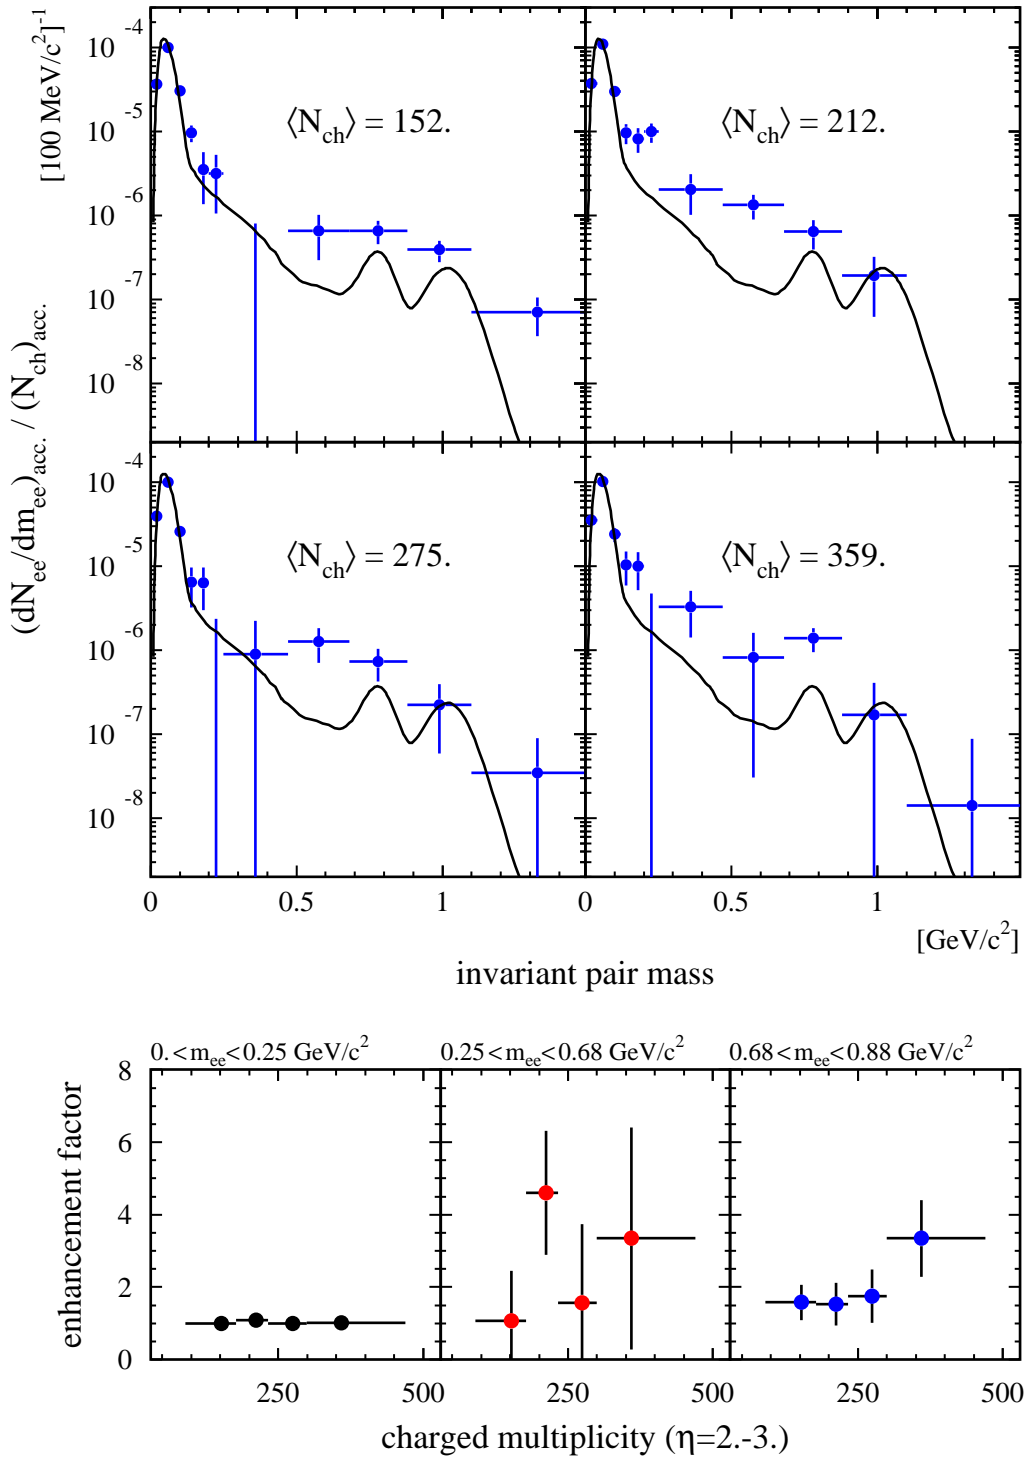 (dN_ee/dm_ee)_acc. / (N_ch)_acc. [100 MeV/c²]⁻¹
10⁻⁴
10⁻⁵
10⁻⁶
10⁻⁷
10⁻⁸
⟨N_ch⟩ = 152.
⟨N_ch⟩ = 212.
10⁻⁴
10⁻⁵
10⁻⁶
10⁻⁷
10⁻⁸
⟨N_ch⟩ = 275.
⟨N_ch⟩ = 359.
0 0.5 1 0 0.5 1
[GeV/c²]
invariant pair mass
0.<m_ee<0.25 GeV/c² 0.25<m_ee<0.68 GeV/c² 0.68<m_ee<0.88 GeV/c²
enhancement factor
8
6
4
2
0
250 500 250 500 250 500
charged multiplicity (η=2.-3.)